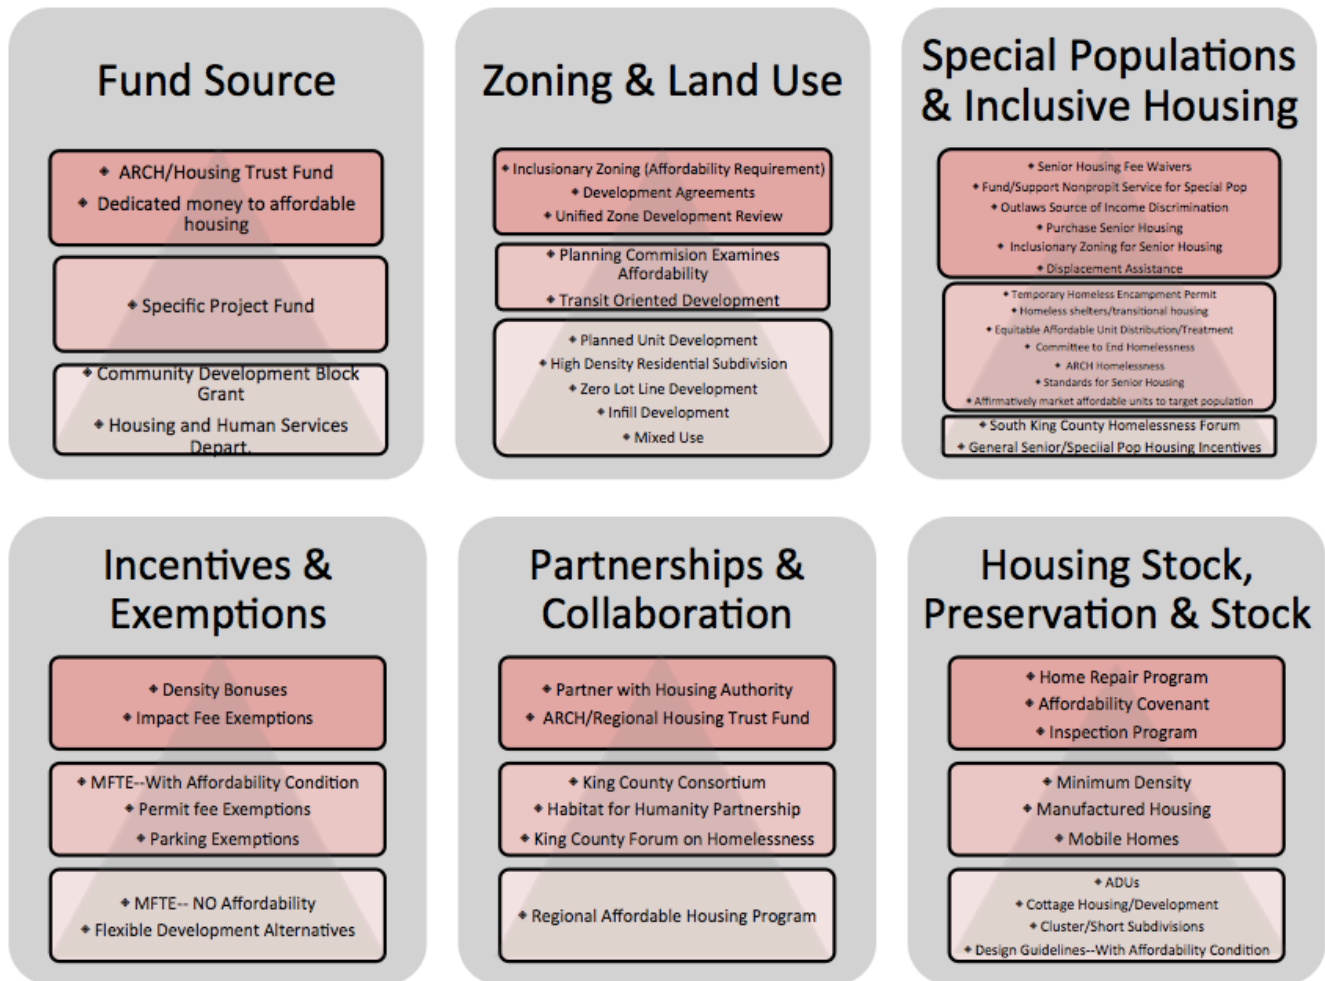 Fund Source
◈ ARCH/Housing Trust Fund
◈ Dedicated money to affordable
housing
◈ Specific Project Fund
◈ Community Development Block
Grant
◈ Housing and Human Services
Depart.
Zoning & Land Use
◈ Inclusionary Zoning (Affordability Requirement)
◈ Development Agreements
◈ Unified Zone Development Review
◈ Planning Commision Examines
Affordability
◈ Transit Oriented Development
◈ Planned Unit Development
◈ High Density Residential Subdivision
◈ Zero Lot Line Development
◈ Infill Development
◈ Mixed Use
Special Populations
& Inclusive Housing
◈ Senior Housing Fee Waivers
◈ Fund/Support Nonpropit Service for Special Pop
◈ Outlaws Source of Income Discrimination
◈ Purchase Senior Housing
◈ Inclusionary Zoning for Senior Housing
◈ Displacement Assistance
◈ Temporary Homeless Encampment Permit
◈ Homeless shelters/transitional housing
◈ Equitable Affordable Unit Distribution/Treatment
◈ Committee to End Homelessness
◈ ARCH Homelessness
◈ Standards for Senior Housing
◈ Affirmatively market affordable units to target population
◈ South King County Homelessness Forum
◈ General Senior/Speciial Pop Housing Incentives
Incentives &
Exemptions
◈ Density Bonuses
◈ Impact Fee Exemptions
◈ MFTE--With Affordability Condition
◈ Permit fee Exemptions
◈ Parking Exemptions
◈ MFTE-- NO Affordability
◈ Flexible Development Alternatives
Partnerships &
Collaboration
◈ Partner with Housing Authority
◈ ARCH/Regional Housing Trust Fund
◈ King County Consortium
◈ Habitat for Humanity Partnership
◈ King County Forum on Homelessness
◈ Regional Affordable Housing Program
Housing Stock,
Preservation & Stock
◈ Home Repair Program
◈ Affordability Covenant
◈ Inspection Program
◈ Minimum Density
◈ Manufactured Housing
◈ Mobile Homes
◈ ADUs
◈ Cottage Housing/Development
◈ Cluster/Short Subdivisions
◈ Design Guidelines--With Affordability Condition